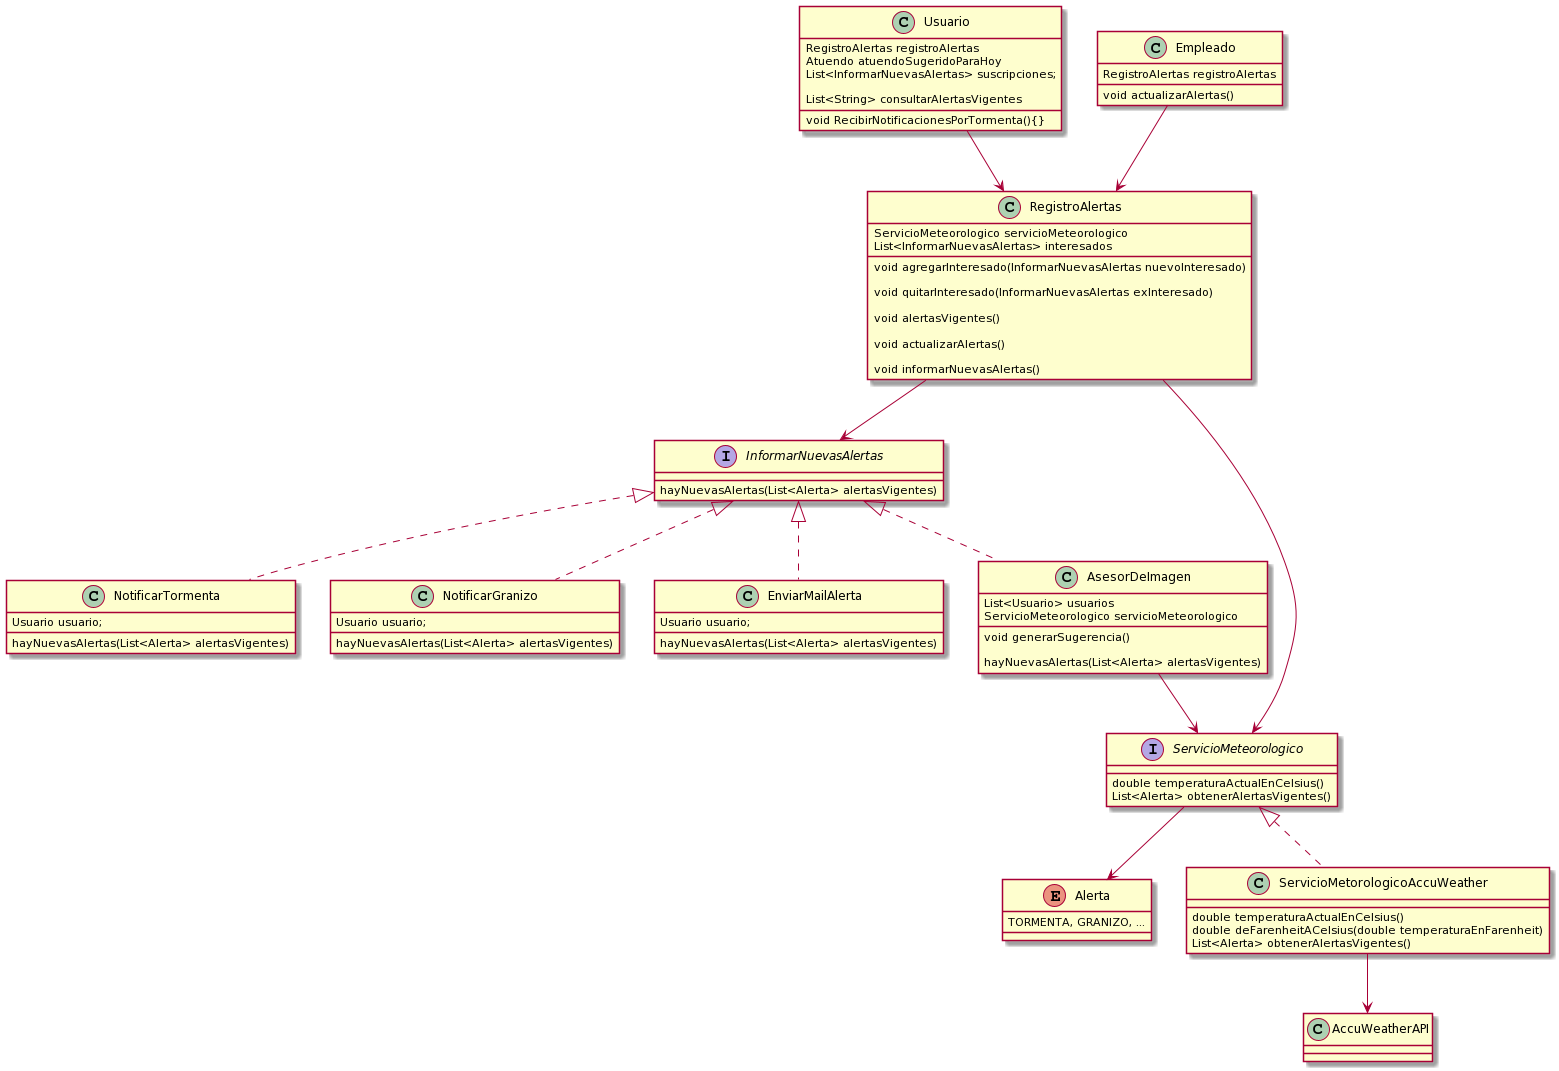 C Usuario
RegistroAlertas registroAlertas
Atuendo atuendoSugeridoParaHoy
List<InformarNuevasAlertas> suscripciones;
List<String> consultarAlertasVigentes
void RecibirNotificacionesPorTormenta(){}
C Empleado
RegistroAlertas registroAlertas
void actualizarAlertas()
C RegistroAlertas
ServicioMeteorologico servicioMeteorologico
List<InformarNuevasAlertas> interesados
void agregarInteresado(InformarNuevasAlertas nuevoInteresado)
void quitarInteresado(InformarNuevasAlertas exInteresado)
void alertasVigentes()
void actualizarAlertas()
void informarNuevasAlertas()
I InformarNuevasAlertas
hayNuevasAlertas(List<Alerta> alertasVigentes)
C NotificarTormenta
Usuario usuario;
hayNuevasAlertas(List<Alerta> alertasVigentes)
C NotificarGranizo
Usuario usuario;
hayNuevasAlertas(List<Alerta> alertasVigentes)
C EnviarMailAlerta
Usuario usuario;
hayNuevasAlertas(List<Alerta> alertasVigentes)
C AsesorDeImagen
List<Usuario> usuarios
ServicioMeteorologico servicioMeteorologico
void generarSugerencia()
hayNuevasAlertas(List<Alerta> alertasVigentes)
I ServicioMeteorologico
double temperaturaActualEnCelsius()
List<Alerta> obtenerAlertasVigentes()
E Alerta
TORMENTA, GRANIZO, ...
C ServicioMetorologicoAccuWeather
double temperaturaActualEnCelsius()
double deFarenheitACelsius(double temperaturaEnFarenheit)
List<Alerta> obtenerAlertasVigentes()
C AccuWeatherAPI